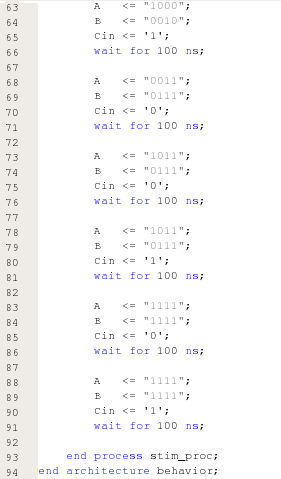 63 A <= "1000";
64 B <= "0010";
65 Cin <= '1';
66 wait for 100 ns;
67
68 A <= "0011";
69 B <= "0111";
70 Cin <= '0';
71 wait for 100 ns;
72
73 A <= "1011";
74 B <= "0111";
75 Cin <= '0';
76 wait for 100 ns;
77
78 A <= "1011";
79 B <= "0111";
80 Cin <= '1';
81 wait for 100 ns;
82
83 A <= "1111";
84 B <= "1111";
85 Cin <= '0';
86 wait for 100 ns;
87
88 A <= "1111";
89 B <= "1111";
90 Cin <= '1';
91 wait for 100 ns;
92
93 end process stim_proc;
94 end architecture behavior;